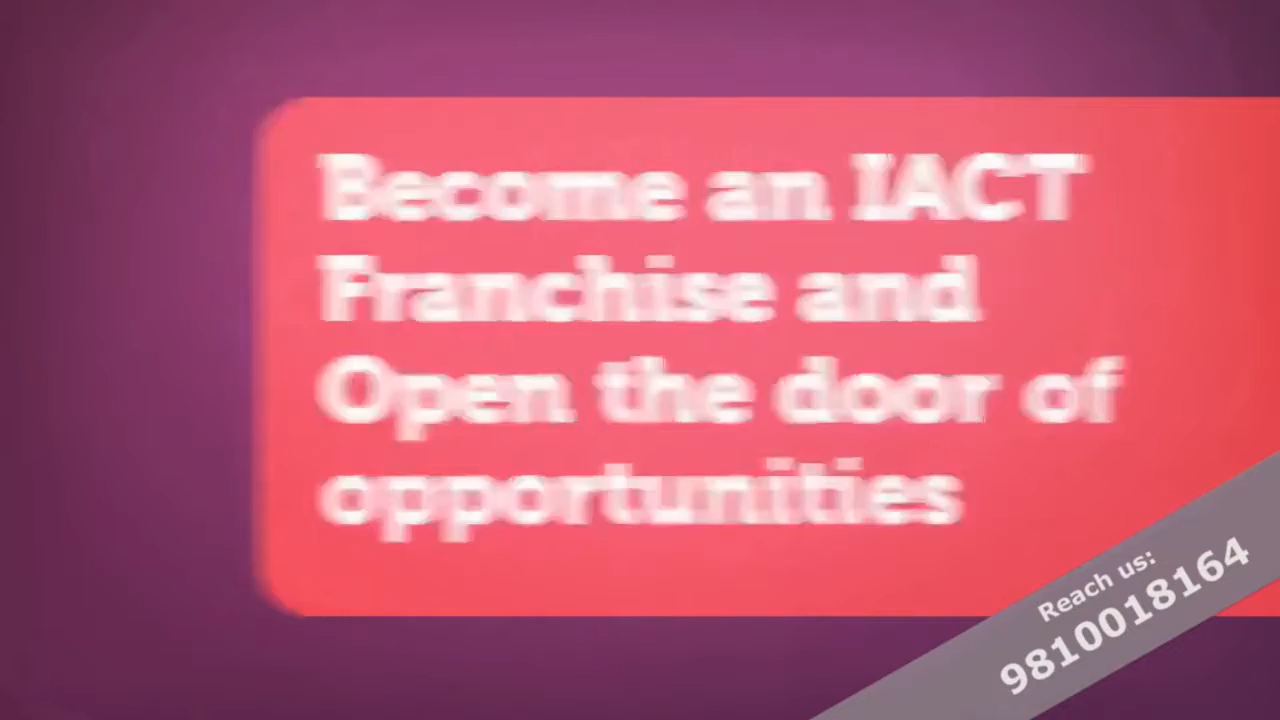 Become an IACT
Franchise and
Open the door of
opportunities
Reach us:
9810018164